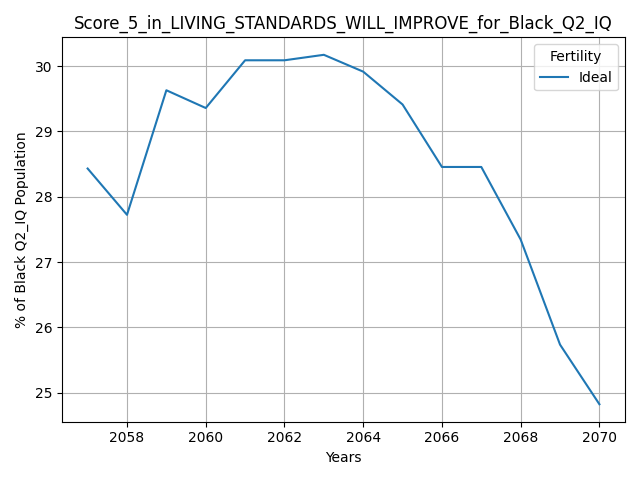 Score_5_in_LIVING_STANDARDS_WILL_IMPROVE_for_Black_Q2_IQ
Fertility
Ideal
% of Black Q2_IQ Population
30
29
28
27
26
25
2058 2060 2062 2064 2066 2068 2070
Years